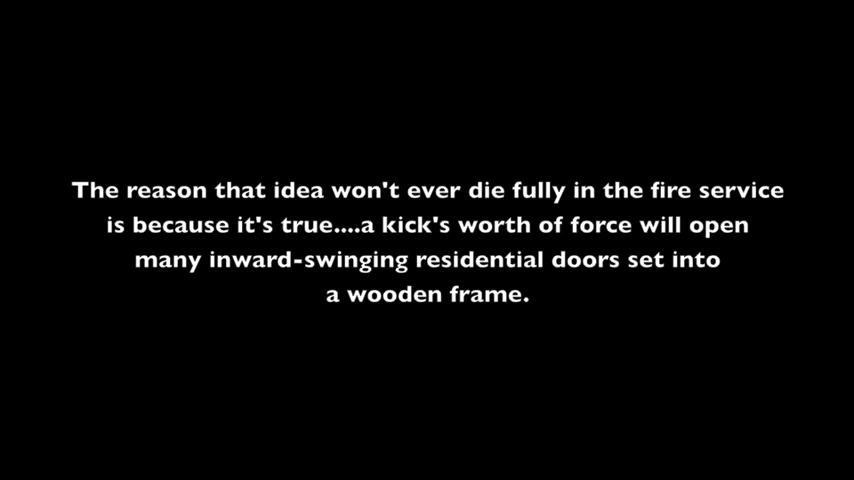 The reason that idea won't ever die fully in the fire service
is because it's true....a kick's worth of force will open
many inward-swinging residential doors set into
a wooden frame.